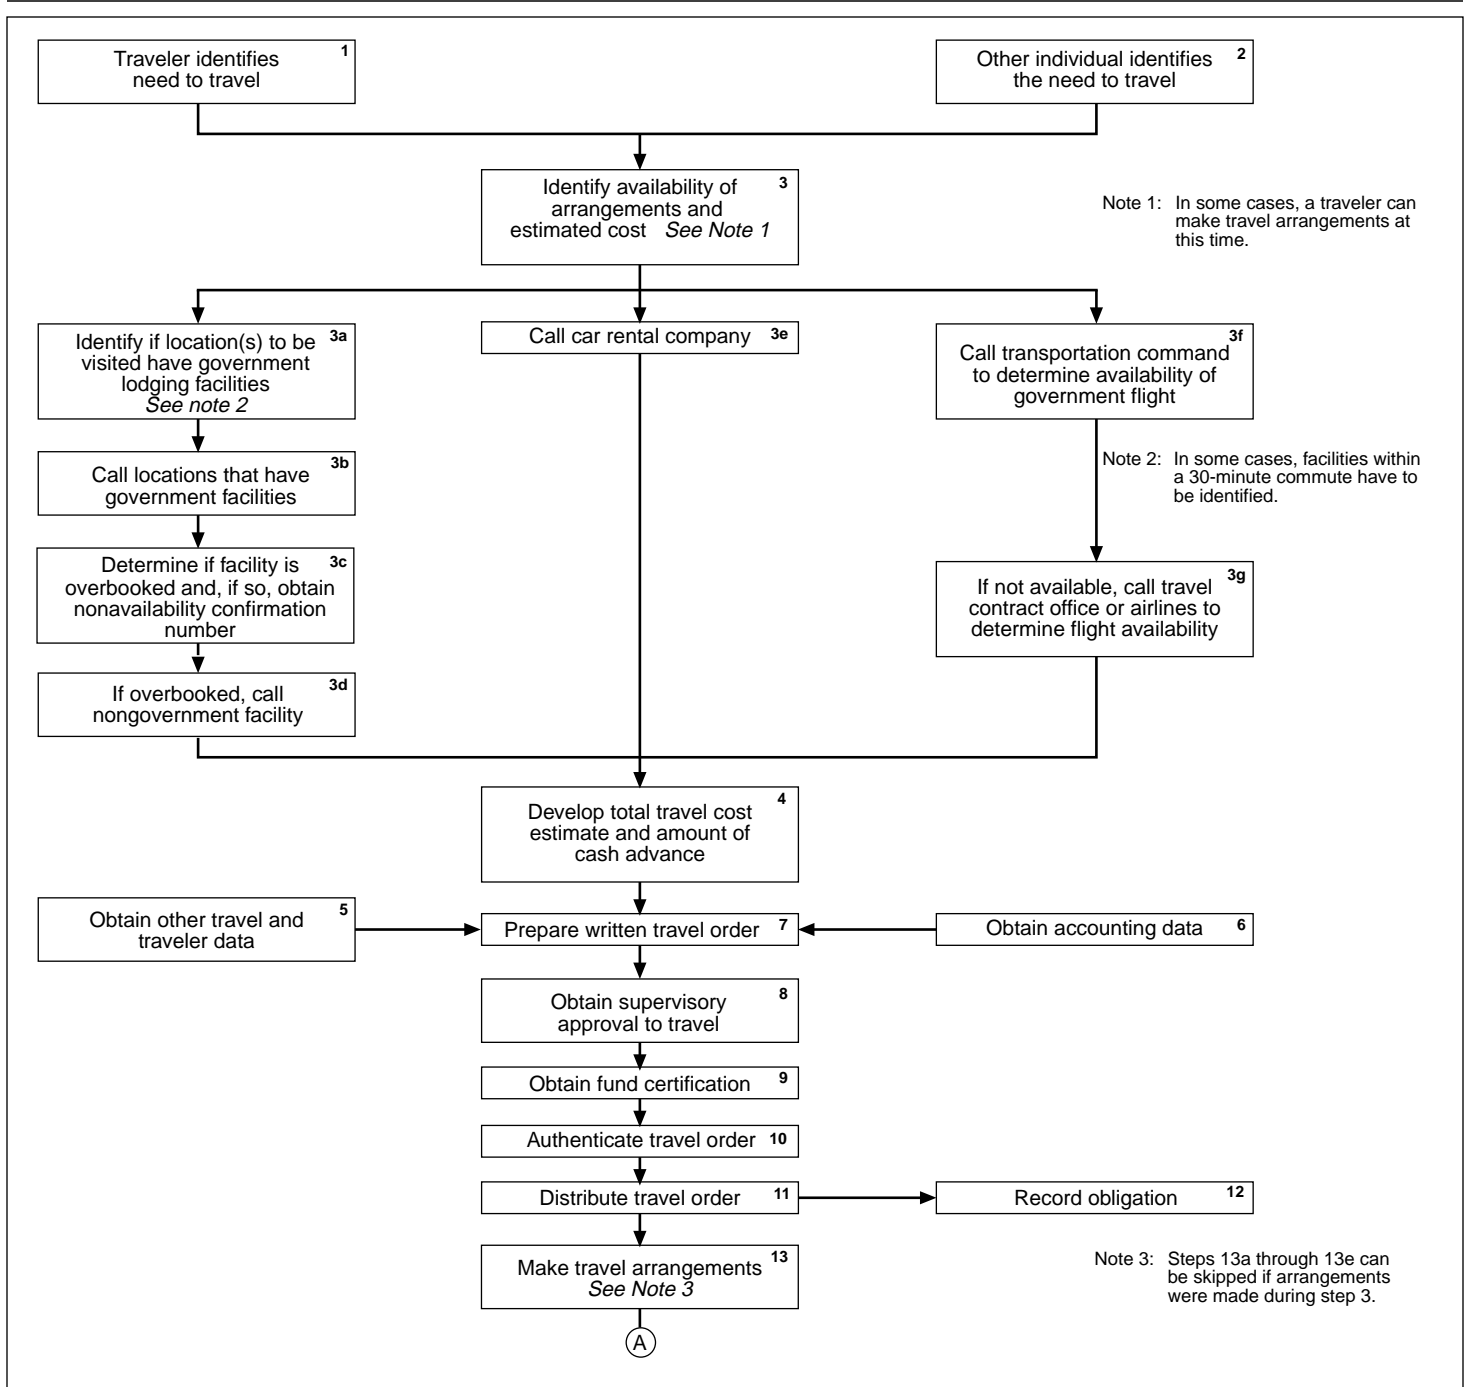 1
Traveler identifies
need to travel
2
Other individual identifies
the need to travel
3
Identify availability of
arrangements and
estimated cost See Note 1
Note 1: In some cases, a traveler can
make travel arrangements at
this time.
3a
Identify if location(s) to be
visited have government
lodging facilities
See note 2
Call car rental company 3e
3f
Call transportation command
to determine availability of
government flight
3b
Call locations that have
government facilities
Note 2: In some cases, facilities within
a 30-minute commute have to
be identified.
3c
Determine if facility is
overbooked and, if so, obtain
nonavailability confirmation
number
3g
If not available, call travel
contract office or airlines to
determine flight availability
3d
If overbooked, call
nongovernment facility
4
Develop total travel cost
estimate and amount of
cash advance
5
Obtain other travel and
traveler data
Prepare written travel order 7
Obtain accounting data 6
8
Obtain supervisory
approval to travel
Obtain fund certification 9
Authenticate travel order 10
Distribute travel order 11
Record obligation 12
13
Make travel arrangements
See Note 3
Note 3: Steps 13a through 13e can
be skipped if arrangements
were made during step 3.
A